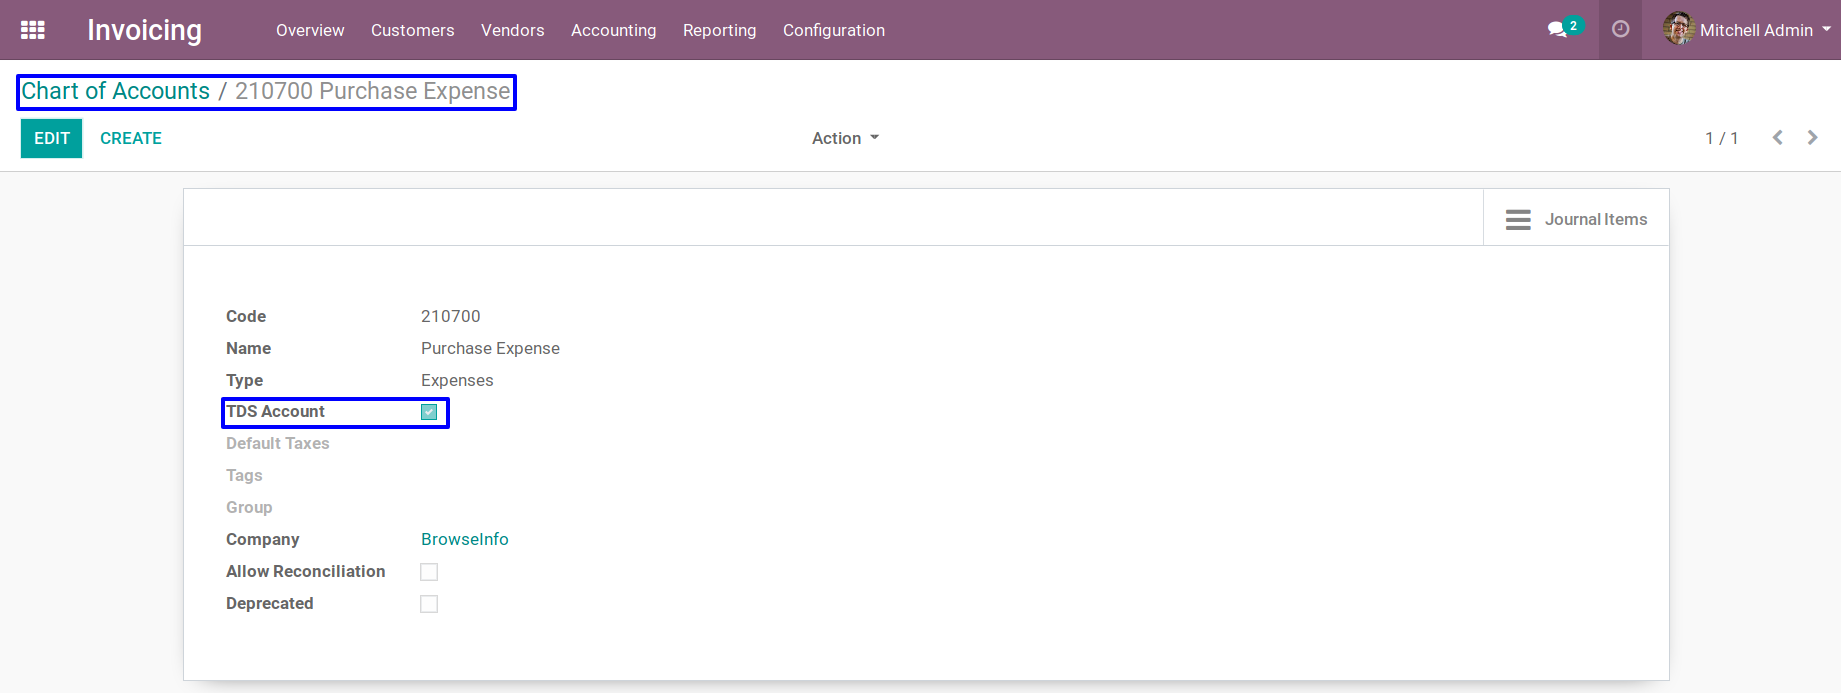 Invoicing Overview Customers Vendors Accounting Reporting Configuration 2 Mitchell Admin
Chart of Accounts / 210700 Purchase Expense
EDIT CREATE Action 1 / 1
Journal Items
Code 210700
Name Purchase Expense
Type Expenses
TDS Account
Default Taxes
Tags
Group
Company BrowseInfo
Allow Reconciliation
Deprecated